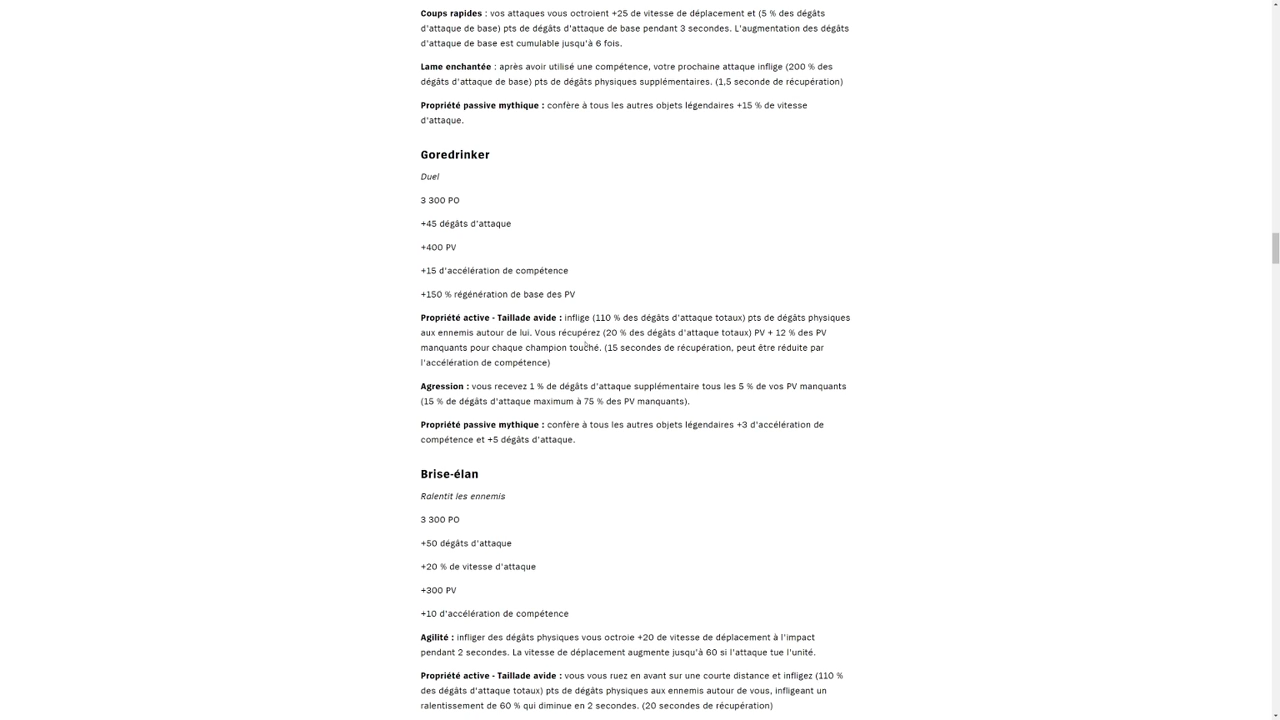 Coups rapides : vos attaques vous octroient +25 de vitesse de déplacement et (5 % des dégâts
d'attaque de base) pts de dégâts d'attaque de base pendant 3 secondes. L'augmentation des dégâts
d'attaque de base est cumulable jusqu'à 6 fois.
Lame enchantée : après avoir utilisé une compétence, votre prochaine attaque inflige (200 % des
dégâts d'attaque de base) pts de dégâts physiques supplémentaires. (1,5 seconde de récupération)
Propriété passive mythique : confère à tous les autres objets légendaires +15 % de vitesse
d'attaque.
Goredrinker
Duel
3 300 PO
+45 dégâts d'attaque
+400 PV
+15 d'accélération de compétence
+150 % régénération de base des PV
Propriété active - Taillade avide : inflige (110 % des dégâts d'attaque totaux) pts de dégâts physiques
aux ennemis autour de lui. Vous récupérez (20 % des dégâts d'attaque totaux) PV + 12 % des PV
manquants pour chaque champion touché. (15 secondes de récupération, peut être réduite par
l'accélération de compétence)
Agression : vous recevez 1 % de dégâts d'attaque supplémentaire tous les 5 % de vos PV manquants
(15 % de dégâts d'attaque maximum à 75 % des PV manquants).
Propriété passive mythique : confère à tous les autres objets légendaires +3 d'accélération de
compétence et +5 dégâts d'attaque.
Brise-élan
Ralentit les ennemis
3 300 PO
+50 dégâts d'attaque
+20 % de vitesse d'attaque
+300 PV
+10 d'accélération de compétence
Agilité : infliger des dégâts physiques vous octroie +20 de vitesse de déplacement à l'impact
pendant 2 secondes. La vitesse de déplacement augmente jusqu'à 60 si l'attaque tue l'unité.
Propriété active - Taillade avide : vous vous ruez en avant sur une courte distance et infligez (110 %
des dégâts d'attaque totaux) pts de dégâts physiques aux ennemis autour de vous, infligeant un
ralentissement de 60 % qui diminue en 2 secondes. (20 secondes de récupération)